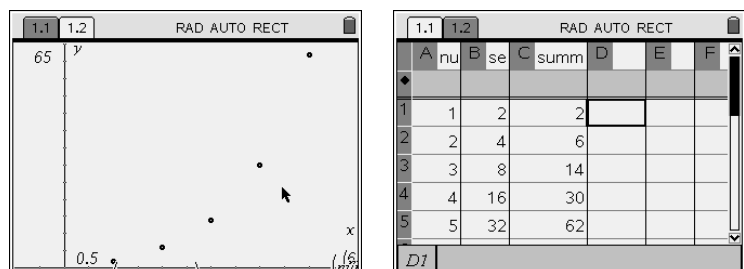 1.1 1.2 RAD AUTO RECT
65 y
x
0.5
1.1 1.2 RAD AUTO RECT
A nu B se C summ D E F
◆
1 1 2 2
2 2 4 6
3 3 8 14
4 4 16 30
5 5 32 62
D1